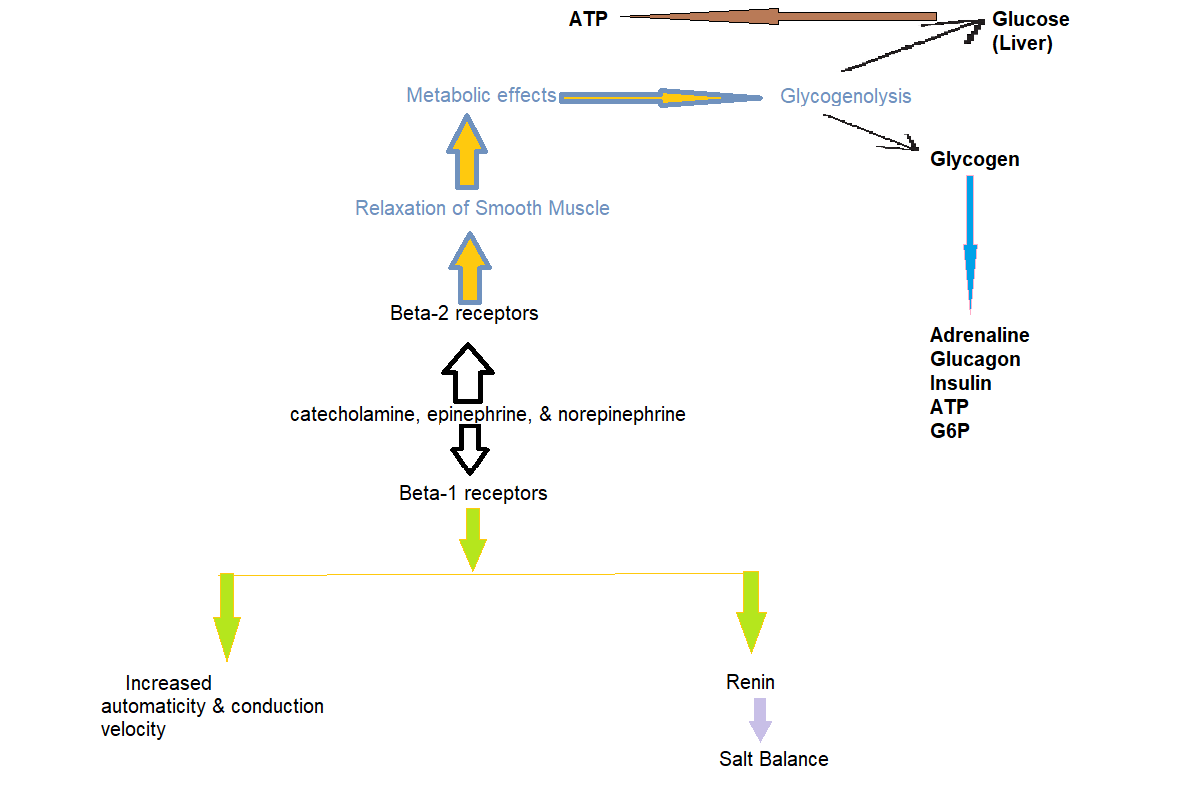 ATP
Glucose
(Liver)
Metabolic effects
Glycogenolysis
Glycogen
Relaxation of Smooth Muscle
Beta-2 receptors
Adrenaline
Glucagon
Insulin
ATP
G6P
catecholamine, epinephrine, & norepinephrine
Beta-1 receptors
Increased
automaticity & conduction
velocity
Renin
Salt Balance